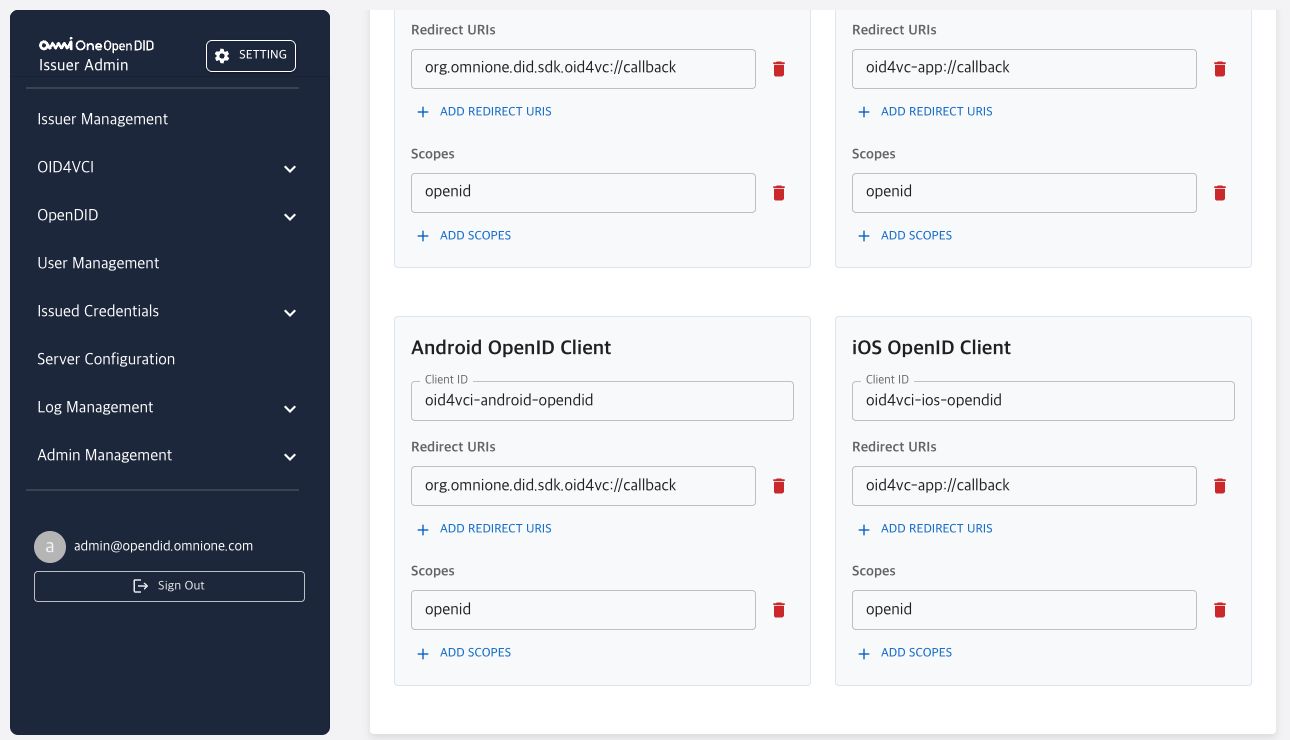 Omni One Open DID
Issuer Admin
SETTING
Issuer Management
OID4VCI
OpenDID
User Management
Issued Credentials
Server Configuration
Log Management
Admin Management
a
admin@opendid.omnione.com
Sign Out
Redirect URIs
org.omnione.did.sdk.oid4vc://callback
ADD REDIRECT URIS
Scopes
openid
ADD SCOPES
Redirect URIs
oid4vc-app://callback
ADD REDIRECT URIS
Scopes
openid
ADD SCOPES
Android OpenID Client
Client ID
oid4vci-android-opendid
Redirect URIs
org.omnione.did.sdk.oid4vc://callback
ADD REDIRECT URIS
Scopes
openid
ADD SCOPES
iOS OpenID Client
Client ID
oid4vci-ios-opendid
Redirect URIs
oid4vc-app://callback
ADD REDIRECT URIS
Scopes
openid
ADD SCOPES